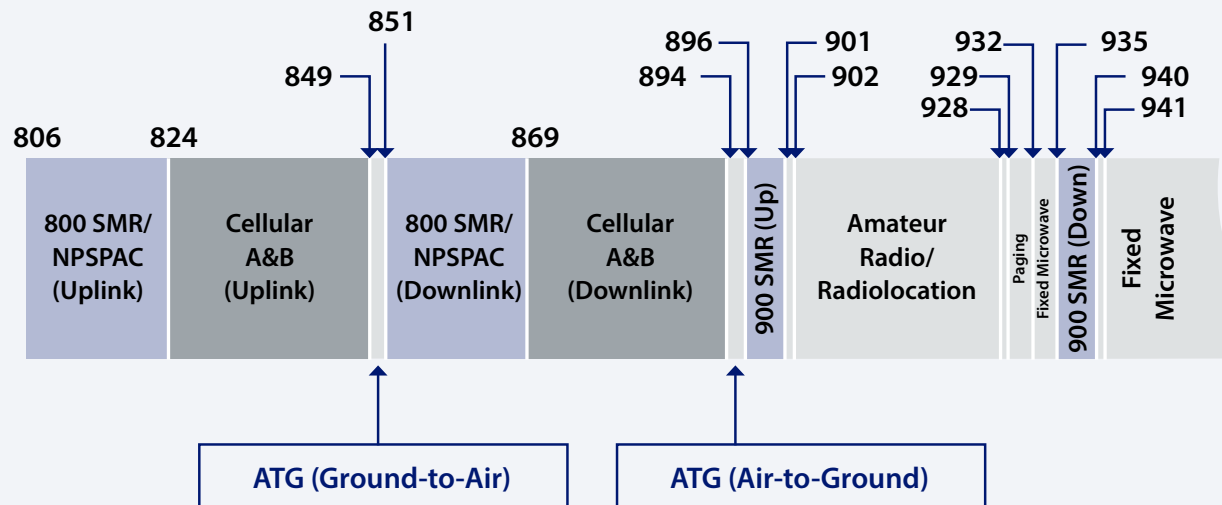 851
896
901
932
935
849
894
902
929
940
928
941
806
824
869
800 SMR/
NPSPAC
(Uplink)
Cellular
A&B
(Uplink)
800 SMR/
NPSPAC
(Downlink)
Cellular
A&B
(Downlink)
900 SMR (Up)
Amateur
Radio/
Radiolocation
Paging
Fixed Microwave
900 SMR (Down)
Fixed
Microwave
ATG (Ground-to-Air)
ATG (Air-to-Ground)